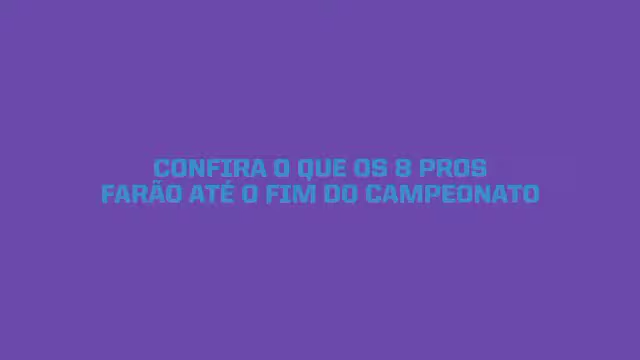 CONFIRA O QUE OS 8 PROS
FARÃO ATÉ O FIM DO CAMPEONATO